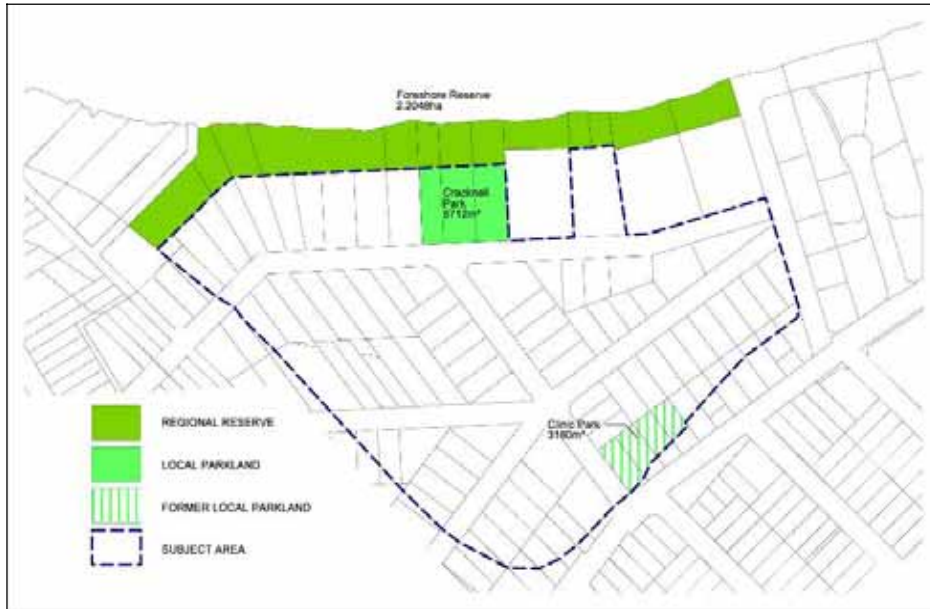 Foreshore Reserve
2.2048ha
Cracknell
Park
5712m²
Clinic Park
3180m²
REGIONAL RESERVE
LOCAL PARKLAND
FORMER LOCAL PARKLAND
SUBJECT AREA